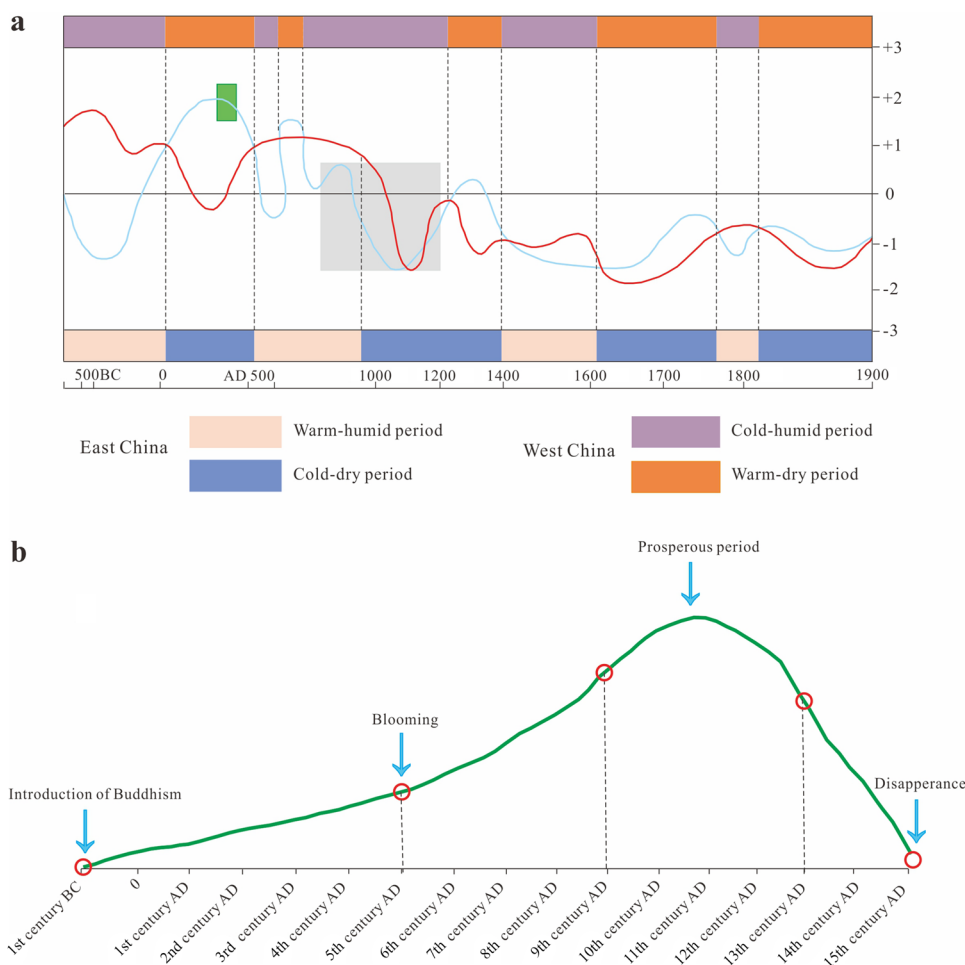 a
+3
+2
+1
0
-1
-2
-3
500BC
0
AD 500
1000
1200
1400
1600
1700
1800
1900
East China
Warm-humid period
Cold-dry period
West China
Cold-humid period
Warm-dry period
b
Prosperous period
Blooming
Disapperance
Introduction of Buddhism
1st century BC
0
1st century AD
2nd century AD
3rd century AD
4th century AD
5th century AD
6th century AD
7th century AD
8th century AD
9th century AD
10th century AD
11th century AD
12th century AD
13th century AD
14th century AD
15th century AD